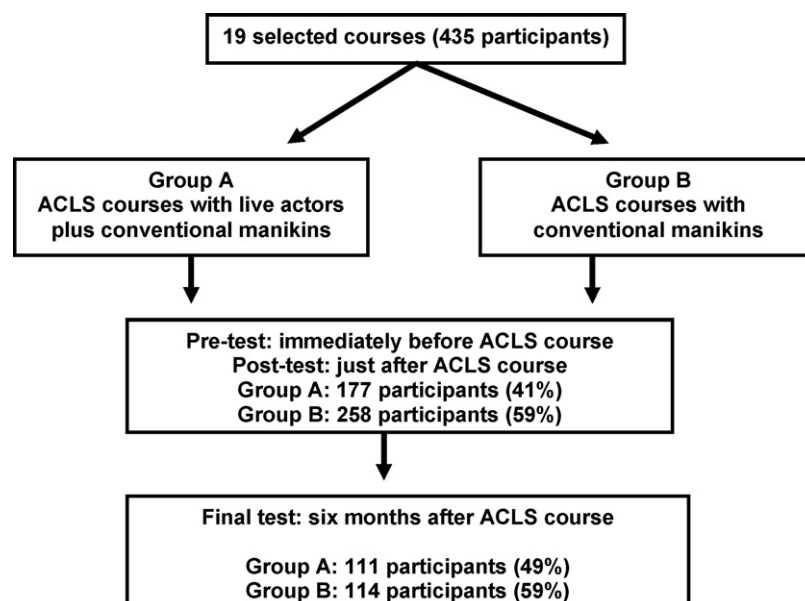 19 selected courses (435 participants)
Group A
ACLS courses with live actors
plus conventional manikins
Group B
ACLS courses with
conventional manikins
Pre-test: immediately before ACLS course
Post-test: just after ACLS course
Group A: 177 participants (41%)
Group B: 258 participants (59%)
Final test: six months after ACLS course
Group A: 111 participants (49%)
Group B: 114 participants (59%)